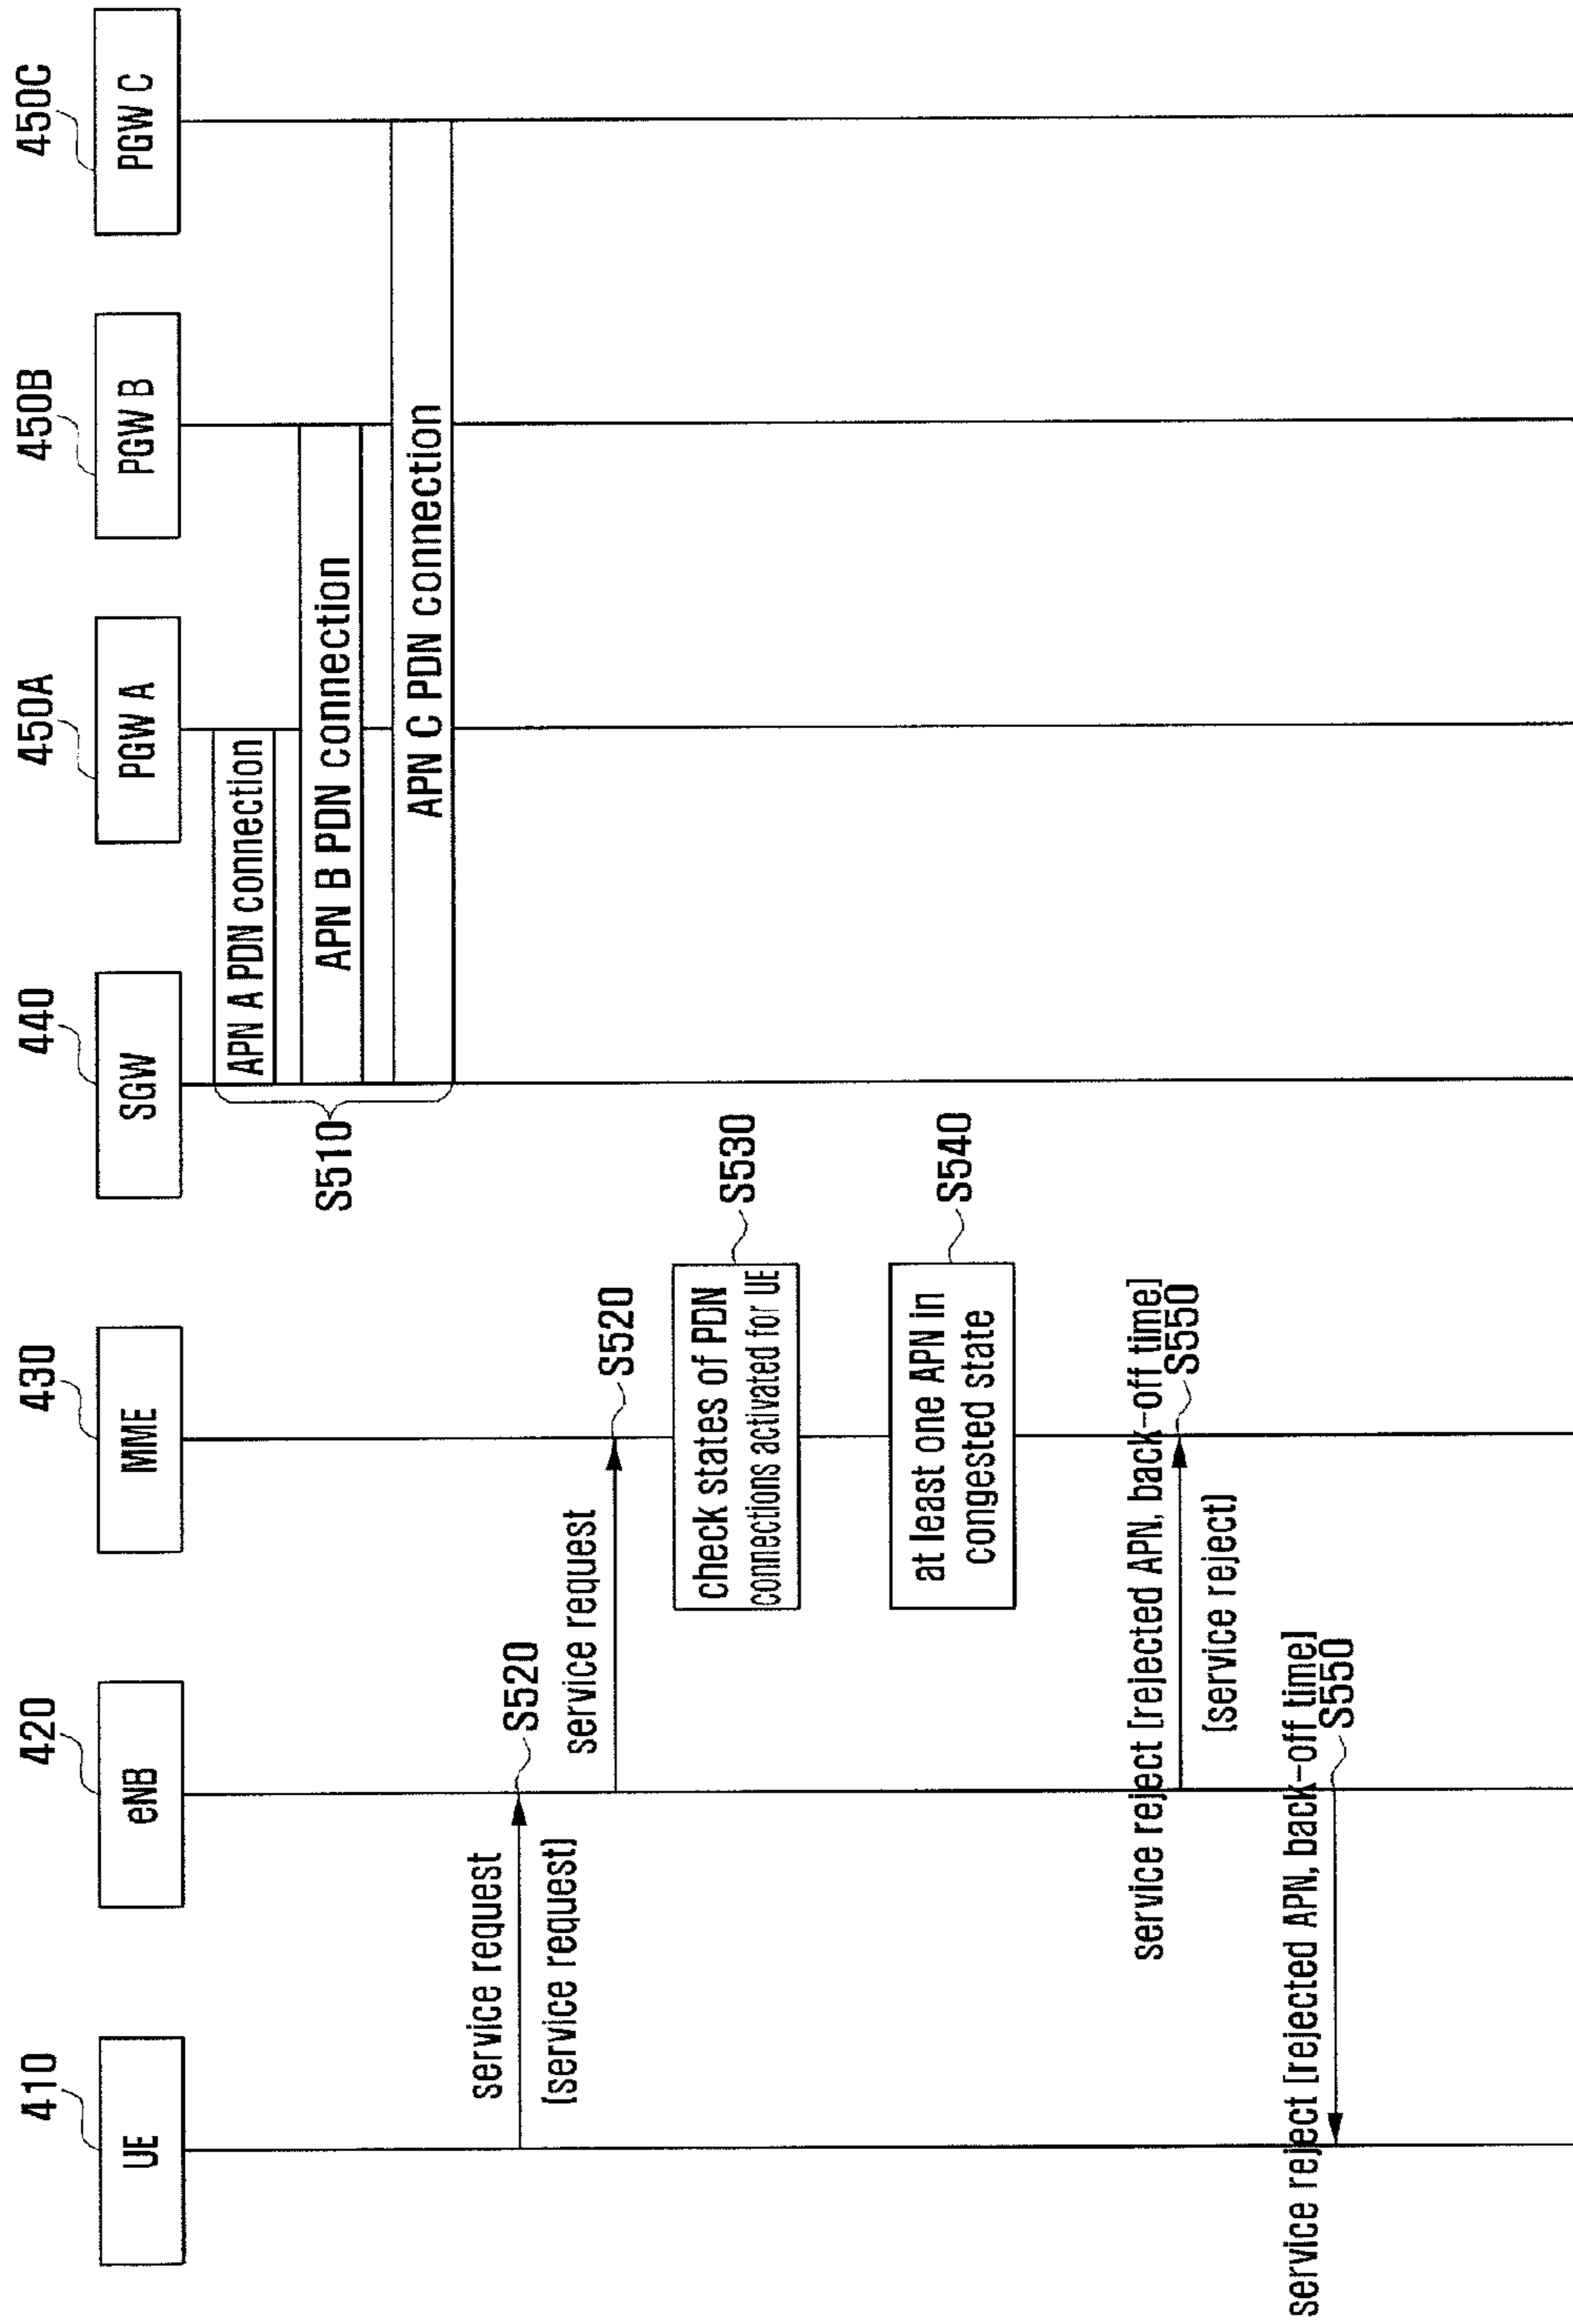 410
420
430
440
450A
450B
450C
UE
eNB
MME
SGW
PGW A
PGW B
PGW C
APN A PDN connection
APN B PDN connection
APN C PDN connection
S510
service request
S520
(service request)
service request
S520
check states of PDN
connections activated for UE
S530
at least one APN in
congested state
S540
service reject [rejected APN, back-off time]
S550
(service reject)
service reject [rejected APN, back-off time]
S550